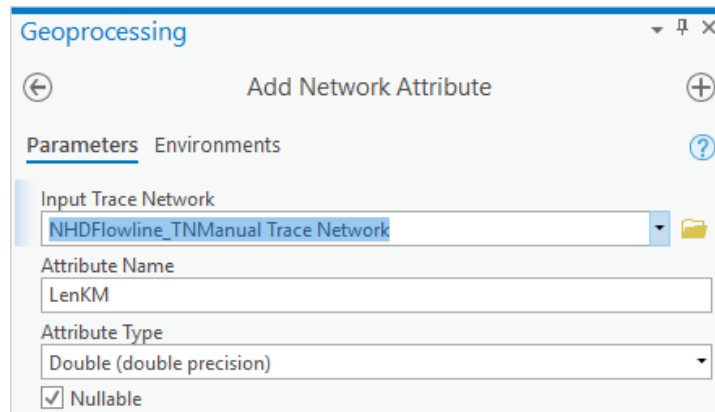 Geoprocessing
Add Network Attribute
Parameters Environments
Input Trace Network
NHDFlowline_TNManual Trace Network
Attribute Name
LenKM
Attribute Type
Double (double precision)
Nullable